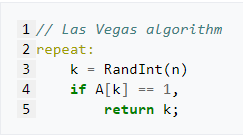 1 // Las Vegas algorithm
2 repeat:
3     k = RandInt(n)
4     if A[k] == 1,
5         return k;